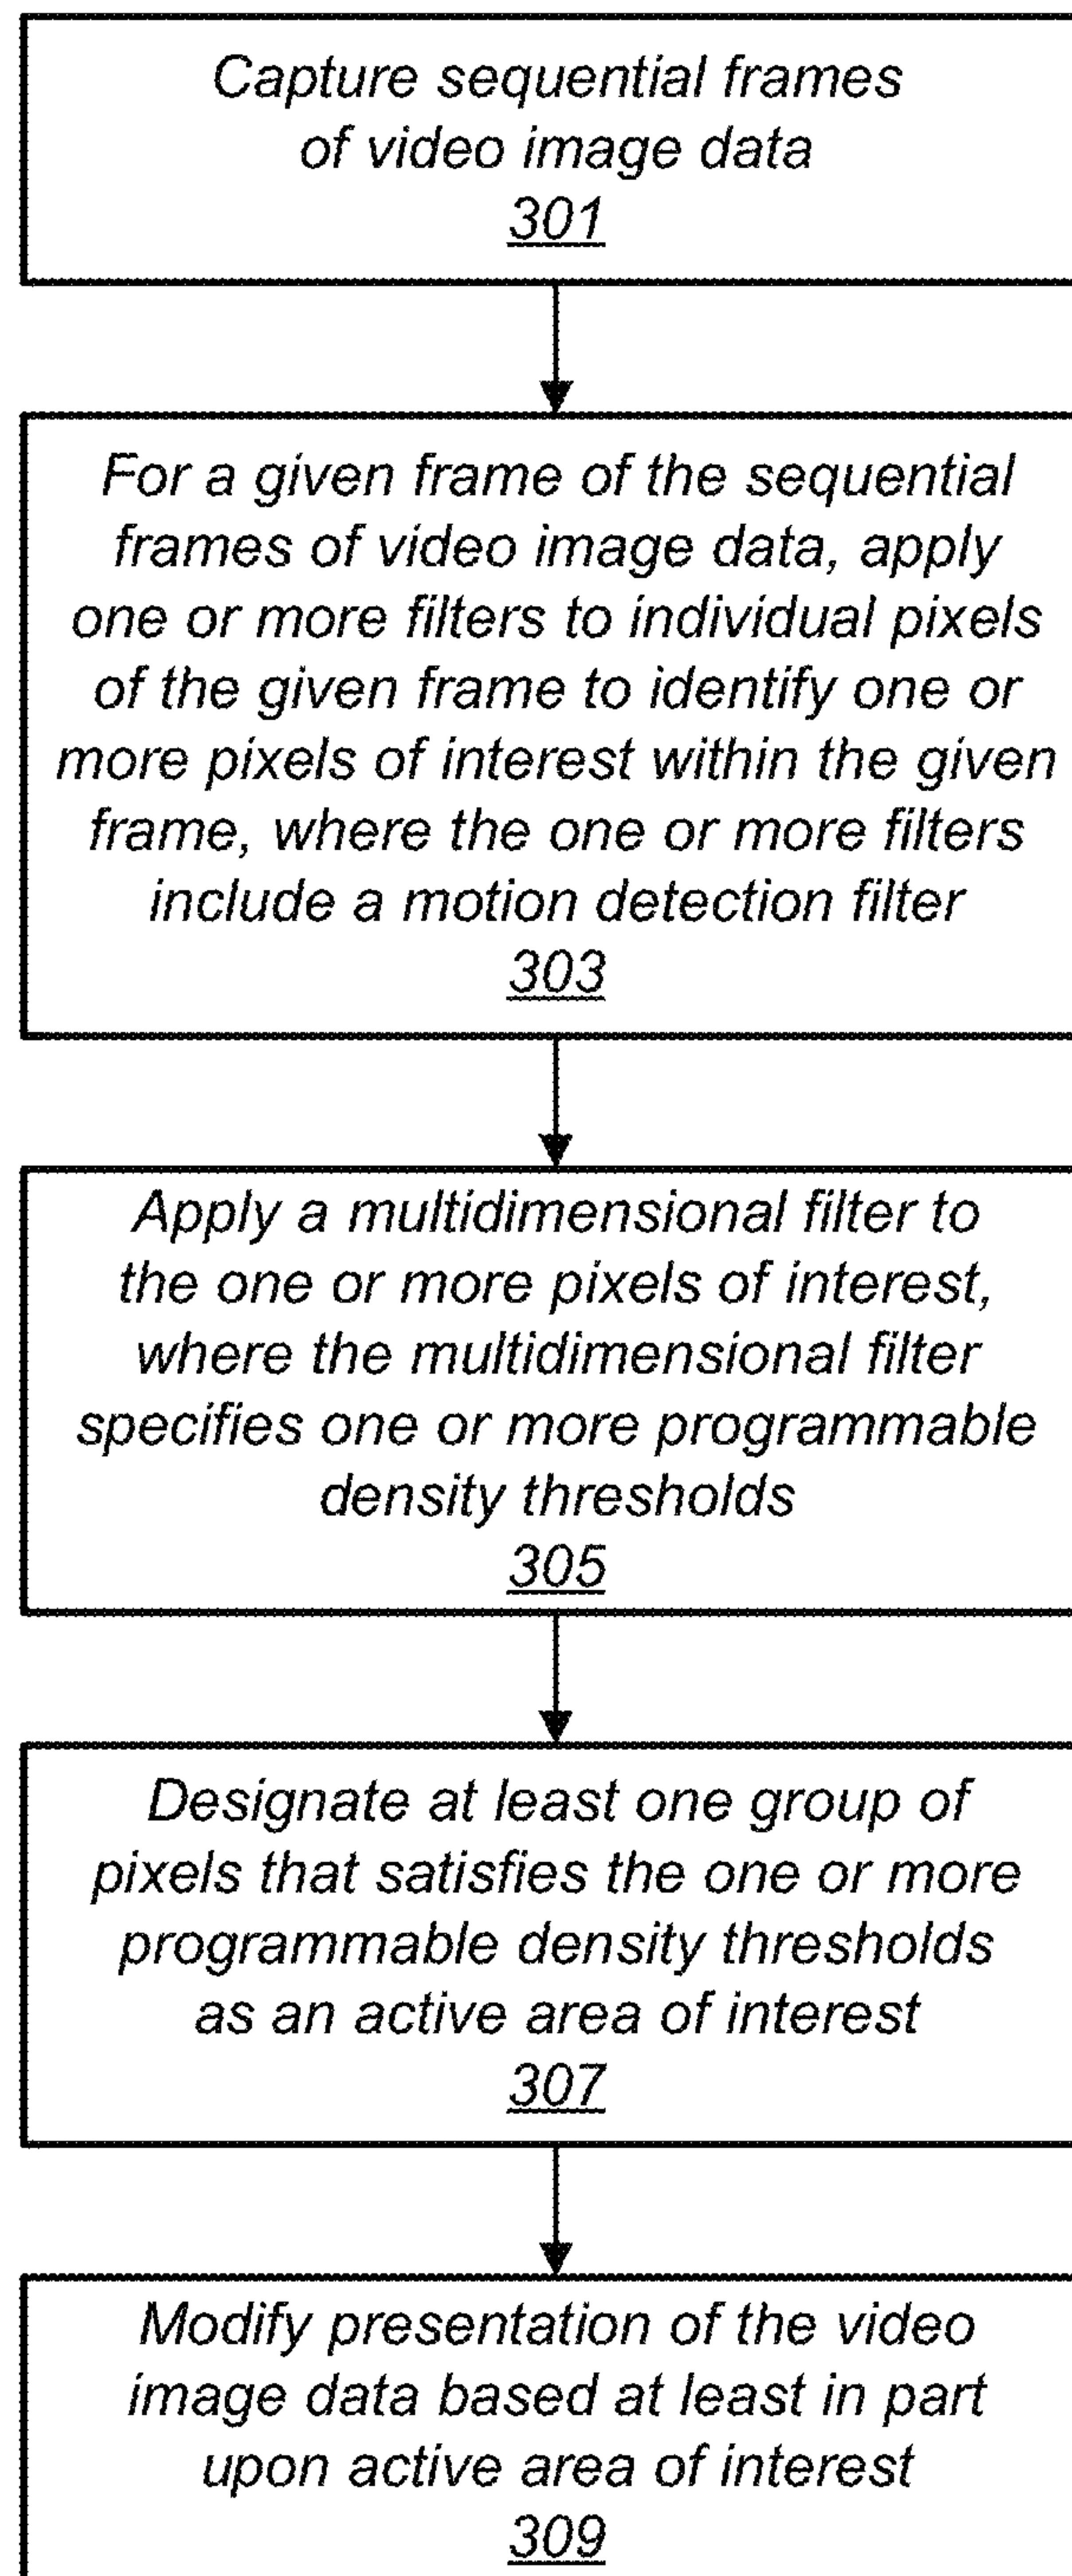 Capture sequential frames
of video image data
301
For a given frame of the sequential
frames of video image data, apply
one or more filters to individual pixels
of the given frame to identify one or
more pixels of interest within the given
frame, where the one or more filters
include a motion detection filter
303
Apply a multidimensional filter to
the one or more pixels of interest,
where the multidimensional filter
specifies one or more programmable
density thresholds
305
Designate at least one group of
pixels that satisfies the one or more
programmable density thresholds
as an active area of interest
307
Modify presentation of the video
image data based at least in part
upon active area of interest
309